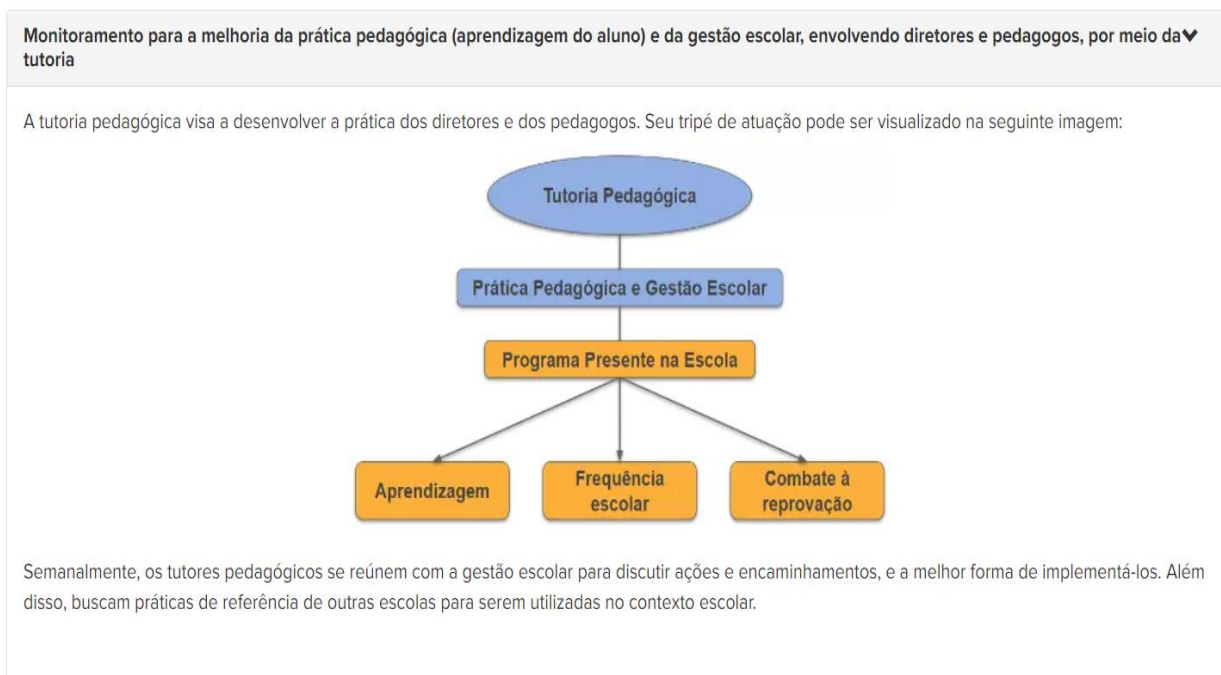 Monitoramento para a melhoria da prática pedagógica (aprendizagem do aluno) e da gestão escolar, envolvendo diretores e pedagogos, por meio da
tutoria
A tutoria pedagógica visa a desenvolver a prática dos diretores e dos pedagogos. Seu tripé de atuação pode ser visualizado na seguinte imagem:
Tutoria Pedagógica
Prática Pedagógica e Gestão Escolar
Programa Presente na Escola
Aprendizagem
Frequência
escolar
Combate à
reprovação
Semanalmente, os tutores pedagógicos se reúnem com a gestão escolar para discutir ações e encaminhamentos, e a melhor forma de implementá-los. Além
disso, buscam práticas de referência de outras escolas para serem utilizadas no contexto escolar.